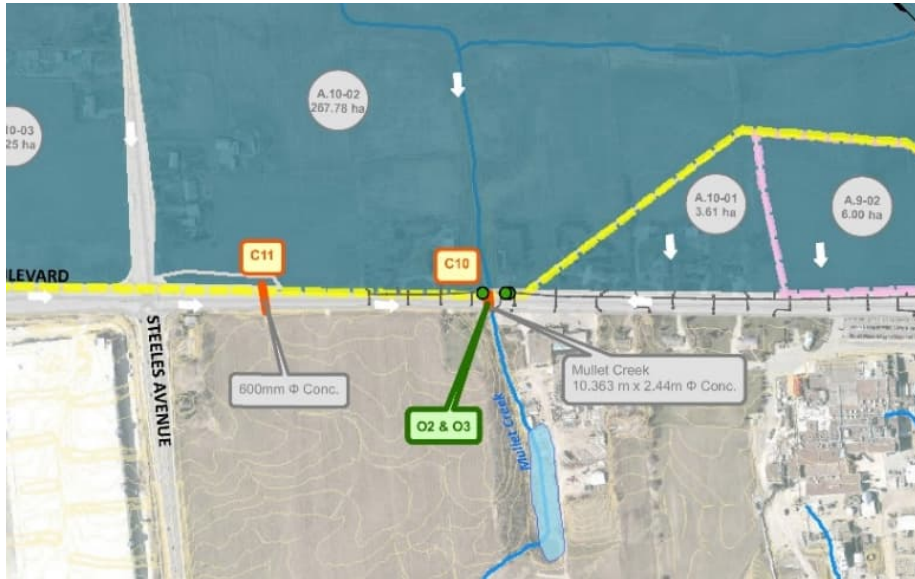 A.10-02
267.78 ha
10-03
25 ha
A.10-01
3.61 ha
A.9-02
6.00 ha
C11
C10
LEVARD
STEELES AVENUE
600mm Φ Conc.
Mullet Creek
10.363 m x 2.44m Φ Conc.
O2 & O3
Mullet Creek